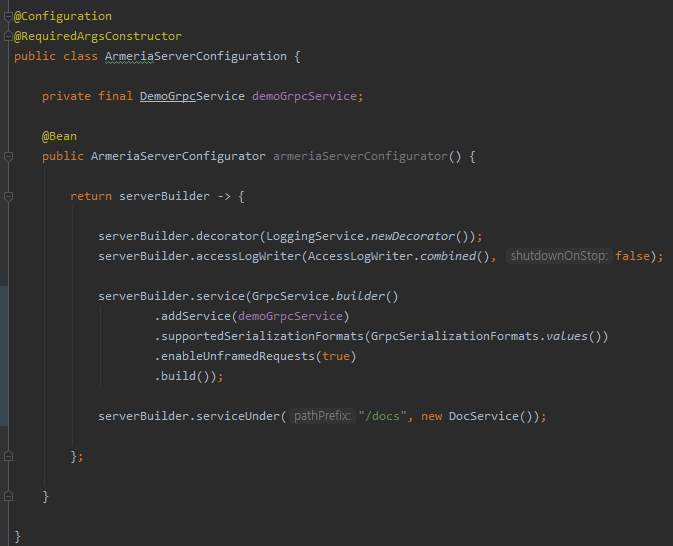 @Configuration
@RequiredArgsConstructor
public class ArmeriaServerConfiguration {
private final DemoGrpcService demoGrpcService;
@Bean
public ArmeriaServerConfigurator armeriaServerConfigurator() {
return serverBuilder -> {
serverBuilder.decorator(LoggingService.newDecorator());
serverBuilder.accessLogWriter(AccessLogWriter.combined(), shutdownOnStop: false);
serverBuilder.service(GrpcService.builder()
.addService(demoGrpcService)
.supportedSerializationFormats(GrpcSerializationFormats.values())
.enableUnframedRequests(true)
.build());
serverBuilder.serviceUnder( pathPrefix: "/docs", new DocService());
};
}
}